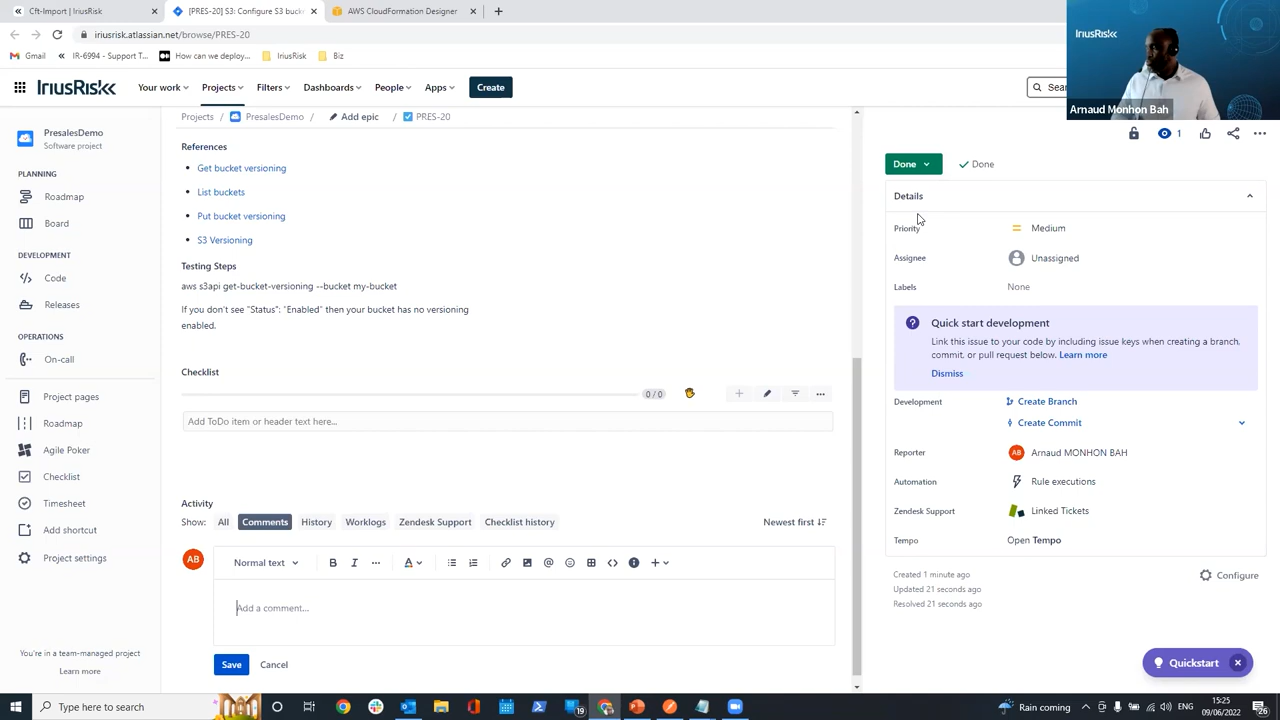 Cft-Import | IriusRisk
[PRES-20] S3: Configure S3 buck
AWS CloudFormation Designer
iriusrisk.atlassian.net/browse/PRES-20
Gmail
IR-6994 - Support T...
How can we deploy...
IriusRisk
Biz
IriusRisk
Your work
Projects
Filters
Dashboards
People
Apps
Create
IriusRisk
Arnaud Monhon Bah
PresalesDemo
Software project
PLANNING
Roadmap
Board
DEVELOPMENT
Code
Releases
OPERATIONS
On-call
Project pages
Roadmap
Agile Poker
Checklist
Timesheet
Add shortcut
Project settings
You're in a team-managed project
Learn more
Projects / PresalesDemo / Add epic / PRES-20
References
Get bucket versioning
List buckets
Put bucket versioning
S3 Versioning
Testing Steps
aws s3api get-bucket-versioning --bucket my-bucket
If you don't see "Status": "Enabled" then your bucket has no versioning
enabled.
Checklist
0 / 0
Add ToDo item or header text here...
Activity
Show: All Comments History Worklogs Zendesk Support Checklist history
Newest first
AB
Normal text
Add a comment...
Save
Cancel
1
Done
Done
Details
Priority
Medium
Assignee
Unassigned
Labels
None
Quick start development
Link this issue to your code by including issue keys when creating a branch,
commit, or pull request below. Learn more
Dismiss
Development
Create Branch
Create Commit
Reporter
AB Arnaud MONHON BAH
Automation
Rule executions
Zendesk Support
Linked Tickets
Tempo
Open Tempo
Created 1 minute ago
Updated 21 seconds ago
Resolved 21 seconds ago
Configure
Quickstart
Type here to search
19
Rain coming
ENG
15:25
09/06/2022
26